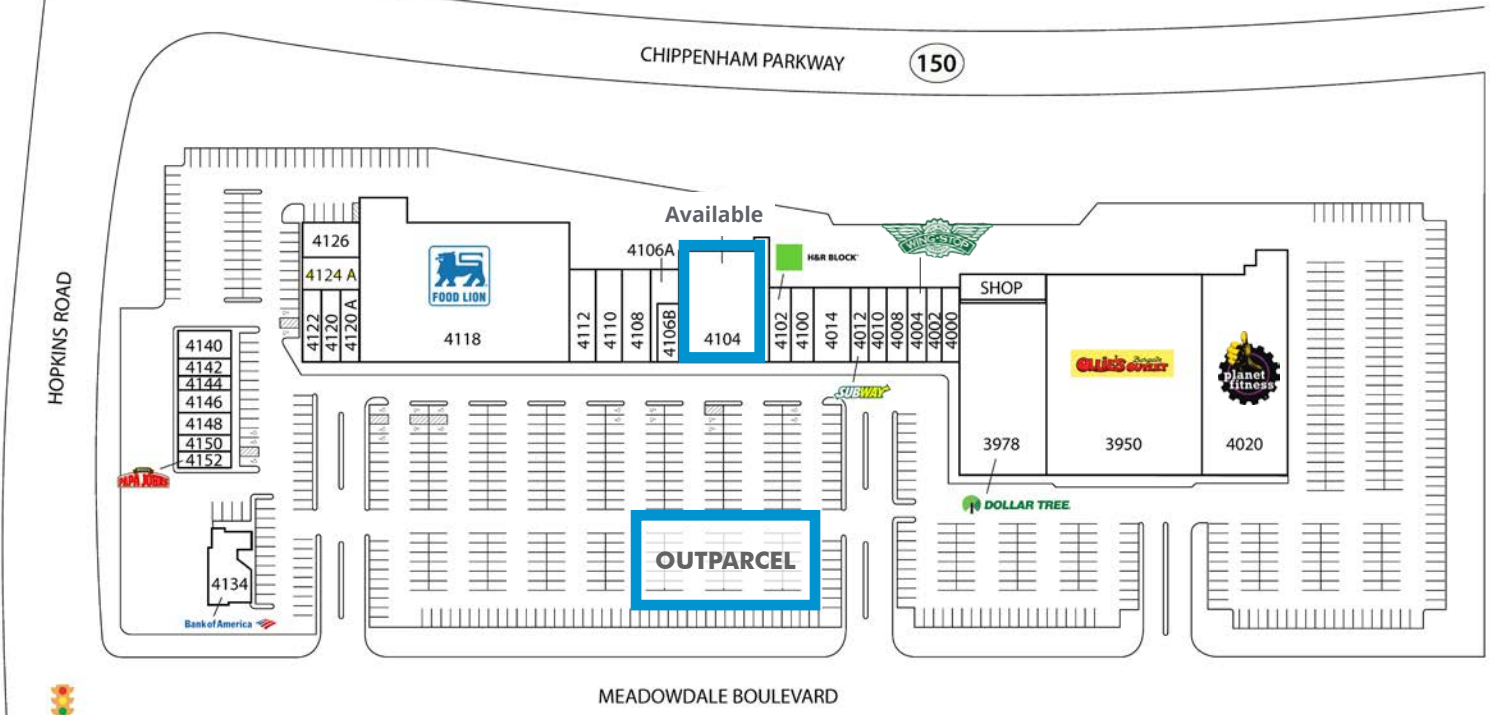 CHIPPENHAM PARKWAY
150
HOPKINS ROAD
Available
4126
4124 A
4122
4120
4120 A
FOOD LION
4118
4112
4110
4108
4106A
4106B
4104
H&R BLOCK
4102
4100
4014
4012
4010
4008
WING·STOP
4004
4002
4000
SUBWAY
SHOP
3978
DOLLAR TREE
OLLIE'S Bargain
OUTLET
3950
planet
fitness
4020
4140
4142
4144
4146
4148
4150
4152
PAPA JOHNS
4134
Bank of America
OUTPARCEL
MEADOWDALE BOULEVARD